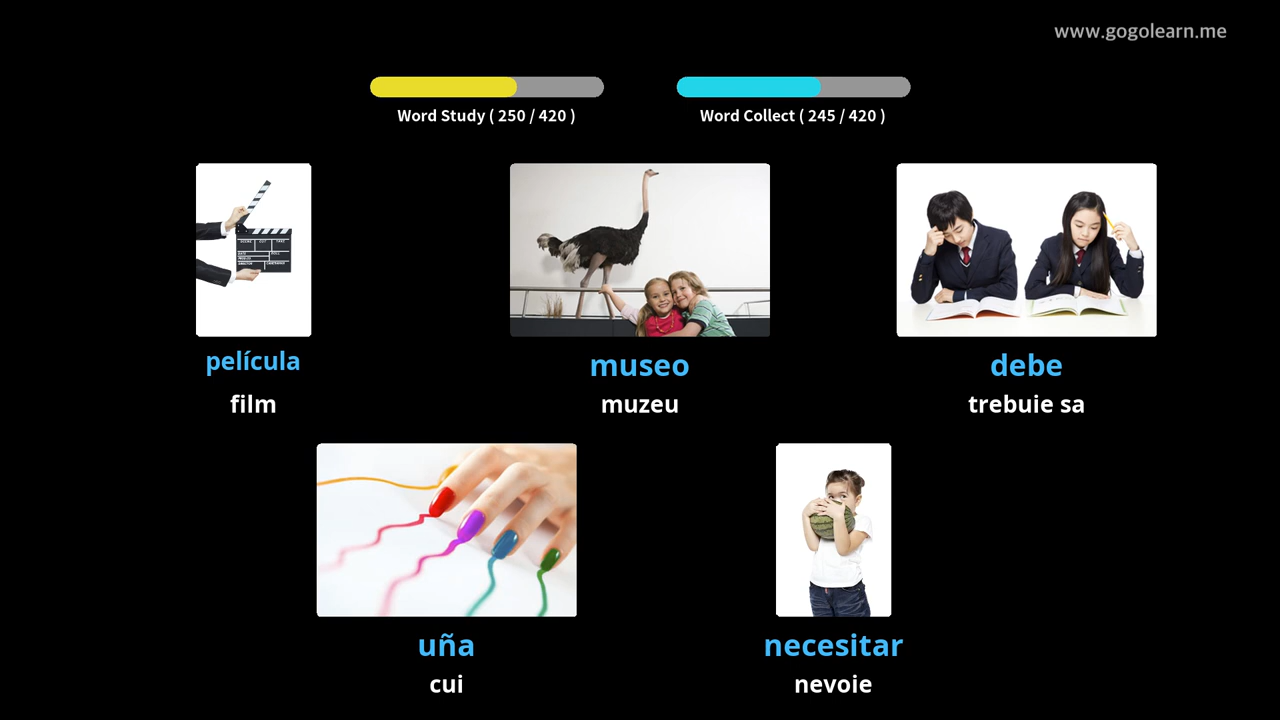 www.gogolearn.me
Word Study ( 250 / 420 )
Word Collect ( 245 / 420 )
película
film
museo
muzeu
debe
trebuie sa
uña
cui
necesitar
nevoie